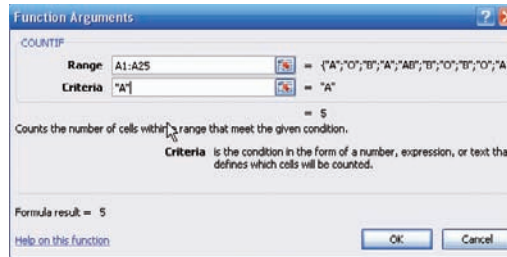 Function Arguments
COUNTIF
Range A1:A25 = {"A";"O";"B";"A";"AB";"B";"O";"B";"O";"A
Criteria "A" = "A"
= 5
Counts the number of cells within range that meet the given condition.
Criteria is the condition in the form of a number, expression, or text tha
defines which cells will be counted.
Formula result = 5
Help on this function OK Cancel